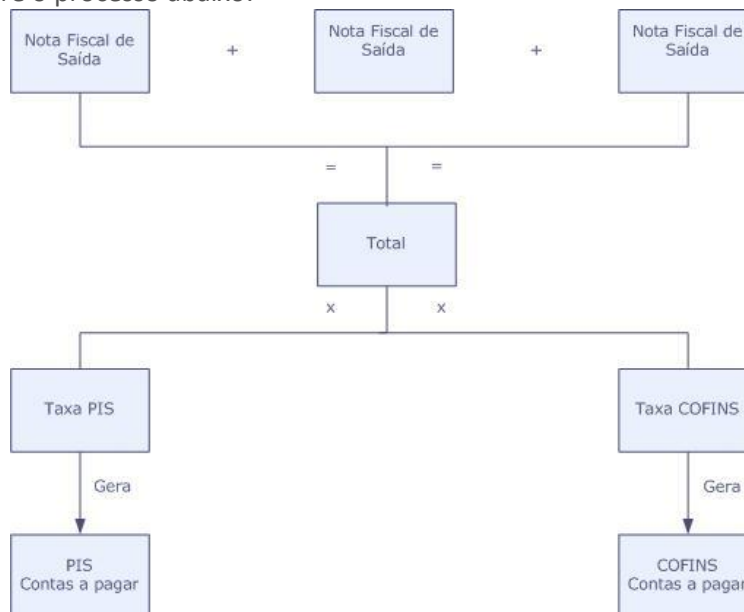 Nota Fiscal de
Saída
+
Nota Fiscal de
Saída
+
Nota Fiscal de
Saída
=
=
Total
x
x
Taxa PIS
Taxa COFINS
Gera
Gera
PIS
Contas a pagar
COFINS
Contas a pagar